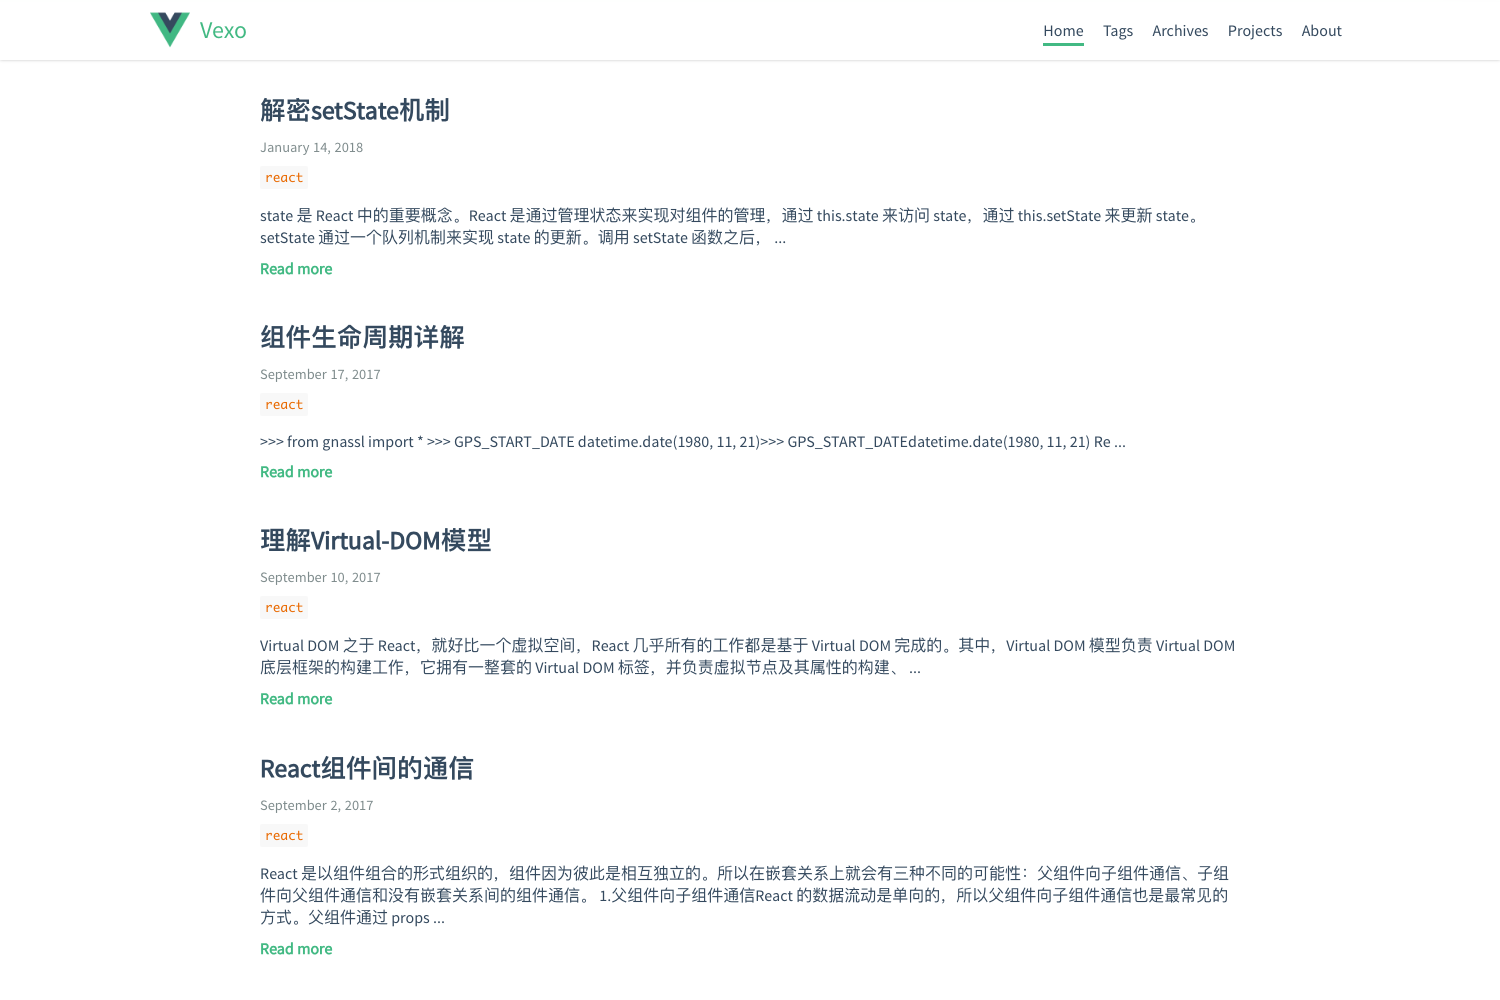 Vexo
Home Tags Archives Projects About
解密setState机制
January 14, 2018
react
state 是 React 中的重要概念。React 是通过管理状态来实现对组件的管理，通过 this.state 来访问 state，通过 this.setState 来更新 state。
setState 通过一个队列机制来实现 state 的更新。调用 setState 函数之后， ...
Read more
组件生命周期详解
September 17, 2017
react
>>> from gnassl import * >>> GPS_START_DATE datetime.date(1980, 11, 21)>>> GPS_START_DATEdatetime.date(1980, 11, 21) Re ...
Read more
理解Virtual-DOM模型
September 10, 2017
react
Virtual DOM 之于 React，就好比一个虚拟空间，React 几乎所有的工作都是基于 Virtual DOM 完成的。其中，Virtual DOM 模型负责 Virtual DOM
底层框架的构建工作，它拥有一整套的 Virtual DOM 标签，并负责虚拟节点及其属性的构建、 ...
Read more
React组件间的通信
September 2, 2017
react
React 是以组件组合的形式组织的，组件因为彼此是相互独立的。所以在嵌套关系上就会有三种不同的可能性：父组件向子组件通信、子组
件向父组件通信和没有嵌套关系间的组件通信。 1.父组件向子组件通信React 的数据流动是单向的，所以父组件向子组件通信也是最常见的
方式。父组件通过 props ...
Read more